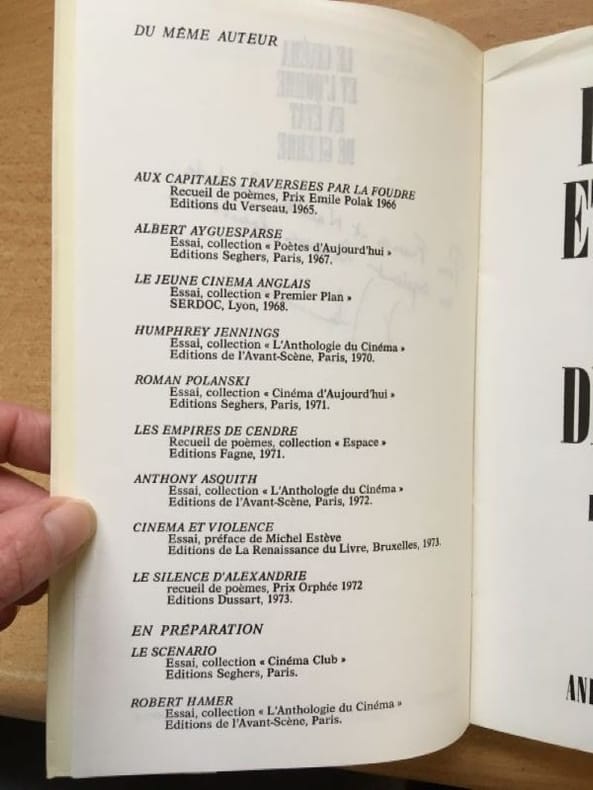 DU MÊME AUTEUR
AUX CAPITALES TRAVERSEES PAR LA FOUDRE
Recueil de poèmes, Prix Emile Polak 1966
Editions du Verseau, 1965.
ALBERT AYGUESPARSE
Essai, collection « Poètes d'Aujourd'hui »
Editions Seghers, Paris, 1967.
LE JEUNE CINEMA ANGLAIS
Essai, collection « Premier Plan »
SERDOC, Lyon, 1968.
HUMPHREY JENNINGS
Essai, collection « L'Anthologie du Cinéma »
Editions de l'Avant-Scène, Paris, 1970.
ROMAN POLANSKI
Essai, collection « Cinéma d'Aujourd'hui »
Editions Seghers, Paris, 1971.
LES EMPIRES DE CENDRE
Recueil de poèmes, collection « Espace »
Editions Fagne, 1971.
ANTHONY ASQUITH
Essai, collection « L'Anthologie du Cinéma »
Editions de l'Avant-Scène, Paris, 1972.
CINEMA ET VIOLENCE
Essai, préface de Michel Estève
Editions de La Renaissance du Livre, Bruxelles, 1973.
LE SILENCE D'ALEXANDRIE
recueil de poèmes, Prix Orphée 1972
Editions Dussart, 1973.
EN PRÉPARATION
LE SCENARIO
Essai, collection « Cinéma Club »
Editions Seghers, Paris.
ROBERT HAMER
Essai, collection « L'Anthologie du Cinéma »
Editions de l'Avant-Scène, Paris.